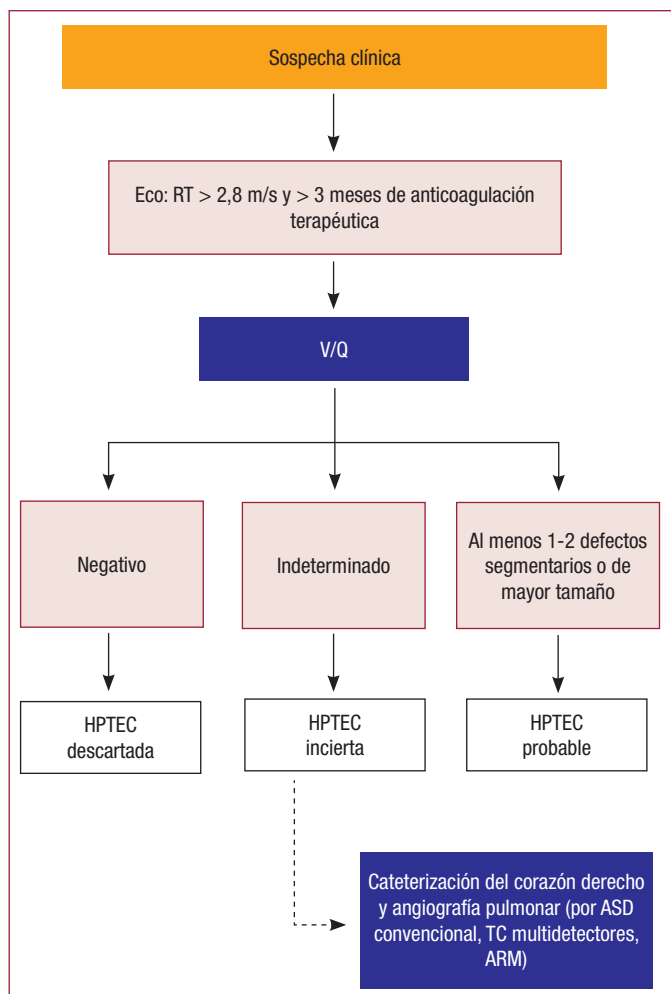 Sospecha clínica
Eco: RT > 2,8 m/s y > 3 meses de anticoagulación
terapéutica
V/Q
Negativo
Indeterminado
Al menos 1-2 defectos
segmentarios o de
mayor tamaño
HPTEC
descartada
HPTEC
incierta
HPTEC
probable
Cateterización del corazón derecho
y angiografía pulmonar (por ASD
convencional, TC multidetectores,
ARM)